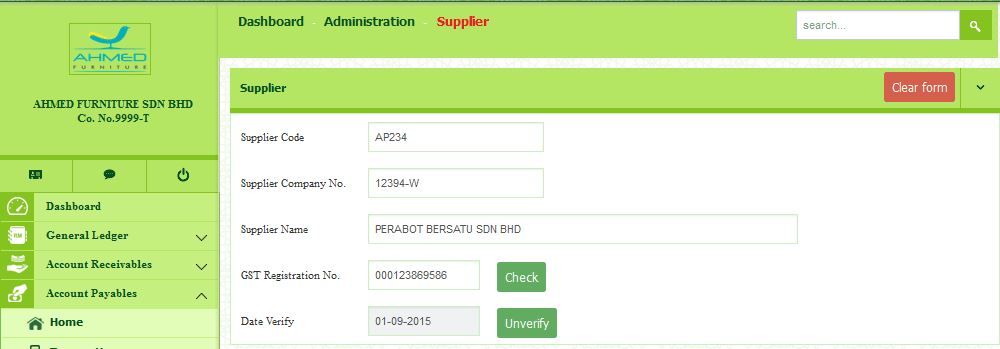 Dashboard - Administration - Supplier
search...
AHMED
FURNITURE
AHMED FURNITURE SDN BHD
Co. No.9999-T
Dashboard
RM
General Ledger
Account Receivables
Account Payables
Home
Supplier
Clear form
Supplier Code
AP234
Supplier Company No.
12394-W
Supplier Name
PERABOT BERSATU SDN BHD
GST Registration No.
000123869586
Check
Date Verify
01-09-2015
Unverify